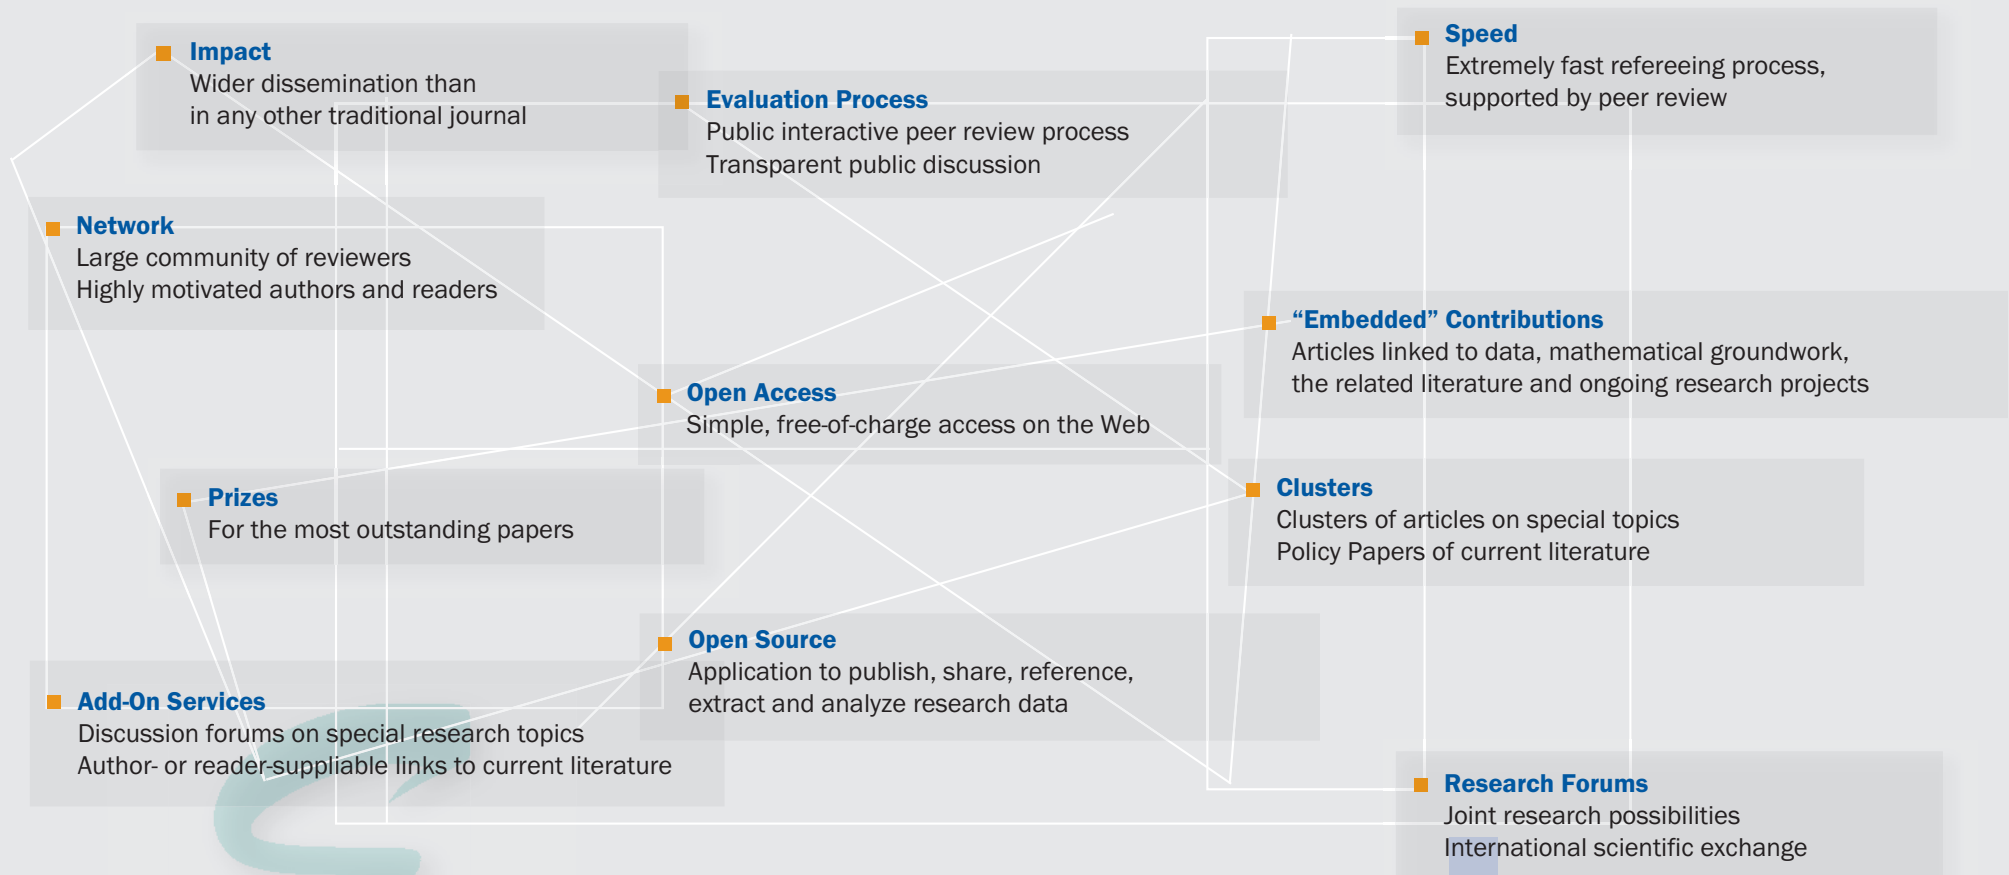 Impact
Wider dissemination than
in any other traditional journal
Evaluation Process
Public interactive peer review process
Transparent public discussion
Speed
Extremely fast refereeing process,
supported by peer review
Network
Large community of reviewers
Highly motivated authors and readers
“Embedded” Contributions
Articles linked to data, mathematical groundwork,
the related literature and ongoing research projects
Open Access
Simple, free-of-charge access on the Web
Prizes
For the most outstanding papers
Clusters
Clusters of articles on special topics
Policy Papers of current literature
Open Source
Application to publish, share, reference,
extract and analyze research data
Add-On Services
Discussion forums on special research topics
Author- or reader-suppliable links to current literature
Research Forums
Joint research possibilities
International scientific exchange